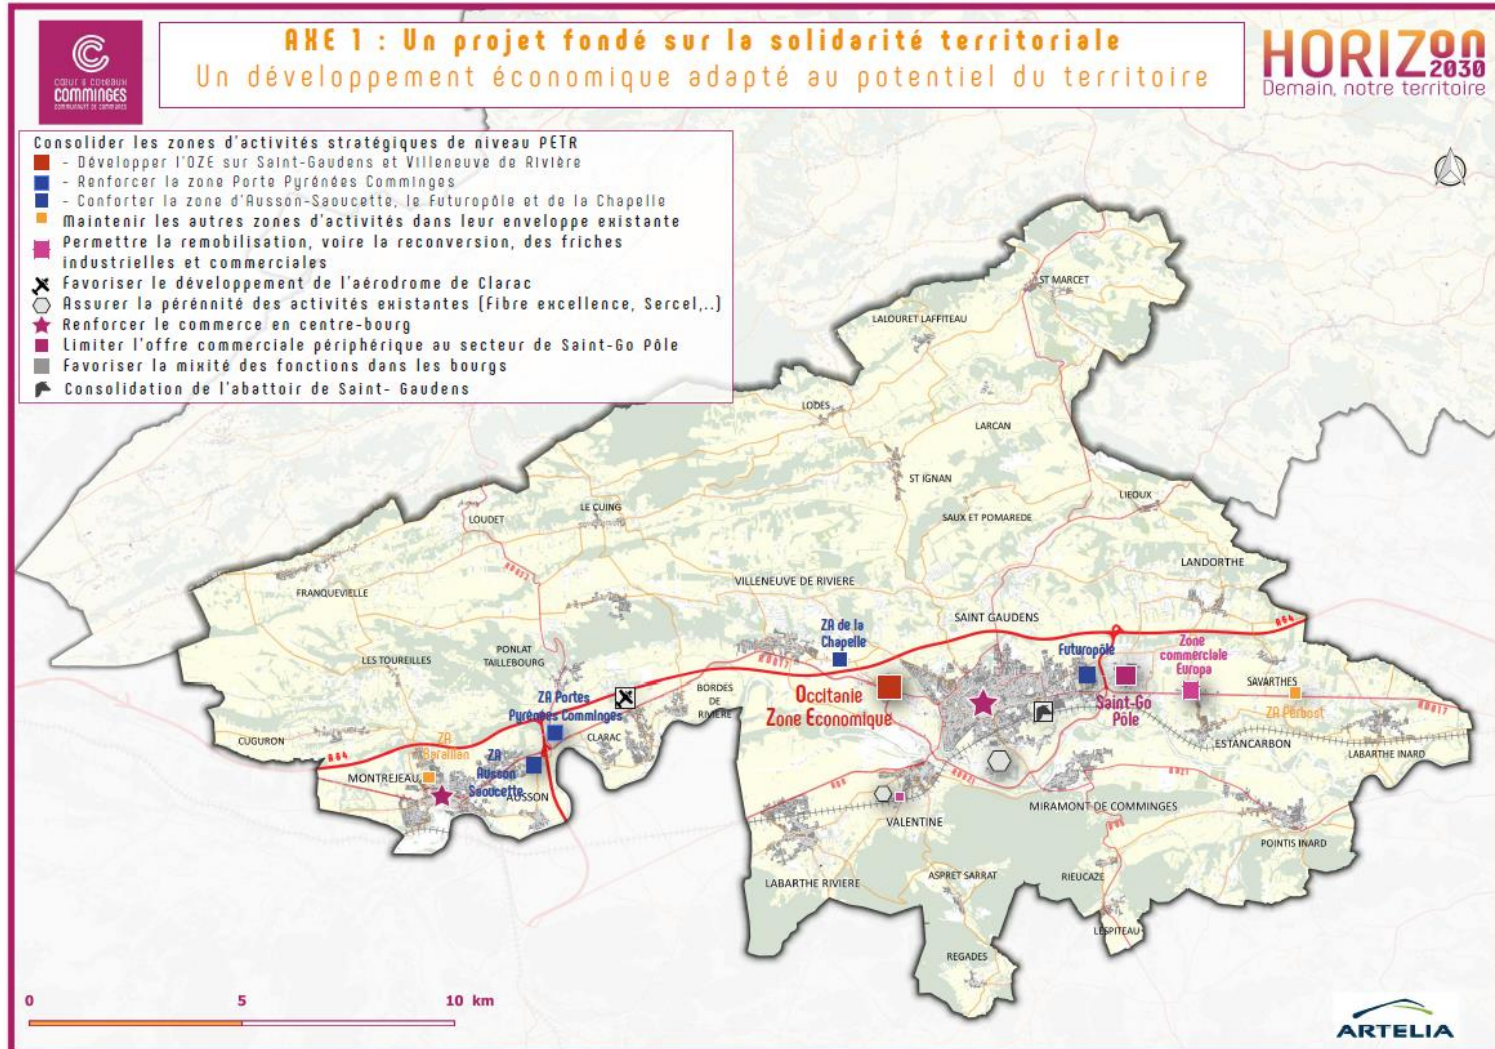 AXE 1 : Un projet fondé sur la solidarité territoriale
Un développement économique adapté au potentiel du territoire
CŒUR & COTEAUX
COMMINGES
COMMUNAUTÉ DE COMMUNES
HORIZON
2030
Demain, notre territoire
Consolider les zones d'activités stratégiques de niveau PETR
- Développer l'OZE sur Saint-Gaudens et Villeneuve de Rivière
- Renforcer la zone Porte Pyrénées Comminges
- Conforter la zone d'Ausson-Saoucette, le Futuropôle et de la Chapelle
Maintenir les autres zones d'activités dans leur enveloppe existante
Permettre la remobilisation, voire la reconversion, des friches
industrielles et commerciales
Favoriser le développement de l'aérodrome de Clarac
Assurer la pérénnité des activités existantes (Fibre excellence, Sercel,..)
Renforcer le commerce en centre-bourg
Limiter l'offre commerciale périphérique au secteur de Saint-Go Pôle
Favoriser la mixité des fonctions dans les bourgs
Consolidation de l'abattoir de Saint- Gaudens
ST MARCET
LALOURET LAFFITEAU
LODES
LARCAN
ST IGNAN
LIEOUX
LE CUING
LOUDET
SAUX ET POMAREDE
LANDORTHE
FRANQUEVIELLE
VILLENEUVE DE RIVIERE
SAINT GAUDENS
A64
ZA de la
Chapelle
Zone
commerciale
Europa
Futuropôle
PONLAT
TAILLEBOURG
LES TOUREILLES
RD817
SAVARTHES
BORDES
DE
RIVIERE
Occitanie
Zone Economique
Saint-Go
Pôle
ZA Perbost
RD817
ZA Portes
Pyrénées Comminges
CLARAC
CUGURON
A64
ZA
ESTANCARBON
LABARTHE INARD
ZA
Ausson
Saoucette
MONTREJEAU
AUSSON
RD21
MIRAMONT DE COMMINGES
VALENTINE
POINTIS INARD
LABARTHE RIVIERE
ASPRET SARRAT
RIEUCAZE
LESPITEAU
REGADES
0 5 10 km
ARTELIA